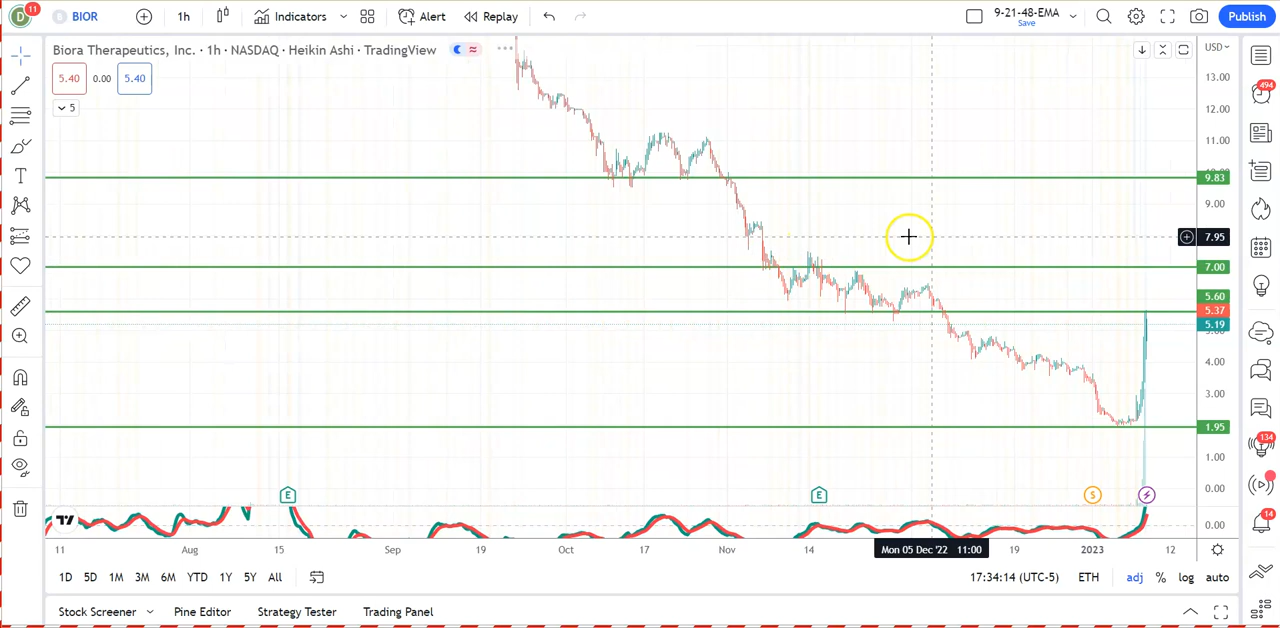 D 11 BIOR 1h Indicators Alert Replay 9-21-48-EMA Save Publish
Biora Therapeutics, Inc. · 1h · NASDAQ · Heikin Ashi · TradingView
USD
5.40 0.00 5.40
5
13.00
12.00
11.00
9.83
9.00
7.95
7.00
5.60
5.37
5.19
4.00
3.00
1.95
1.00
0.00
0.00
494
134
14
E E S
11 Aug 15 Sep 19 Oct 17 Nov 14 Mon 05 Dec '22 11:00 19 2023 12
1D 5D 1M 3M 6M YTD 1Y 5Y All 17:34:14 (UTC-5) ETH adj % log auto
Stock Screener Pine Editor Strategy Tester Trading Panel